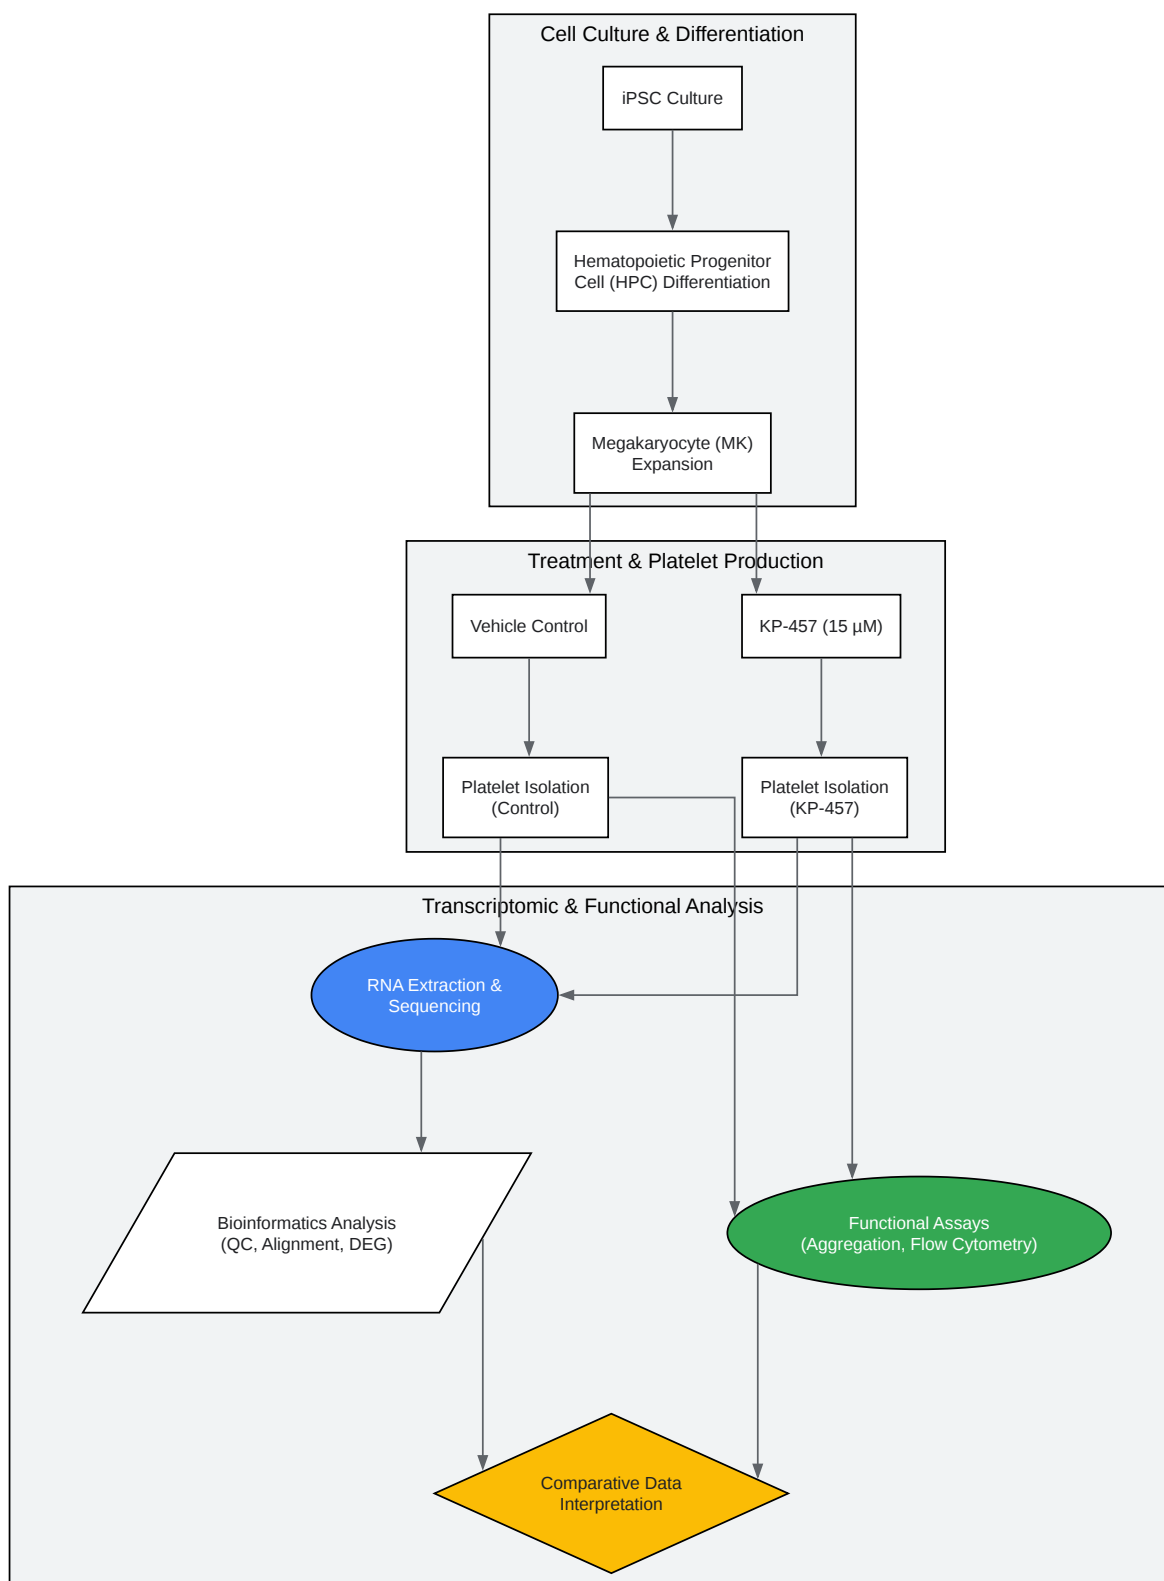 Cell Culture & Differentiation
iPSC Culture
Hematopoietic Progenitor
Cell (HPC) Differentiation
Megakaryocyte (MK)
Expansion
Treatment & Platelet Production
Vehicle Control
KP-457 (15 µM)
Platelet Isolation
(Control)
Platelet Isolation
(KP-457)
Transcriptomic & Functional Analysis
RNA Extraction &
Sequencing
Bioinformatics Analysis
(QC, Alignment, DEG)
Functional Assays
(Aggregation, Flow Cytometry)
Comparative Data
Interpretation